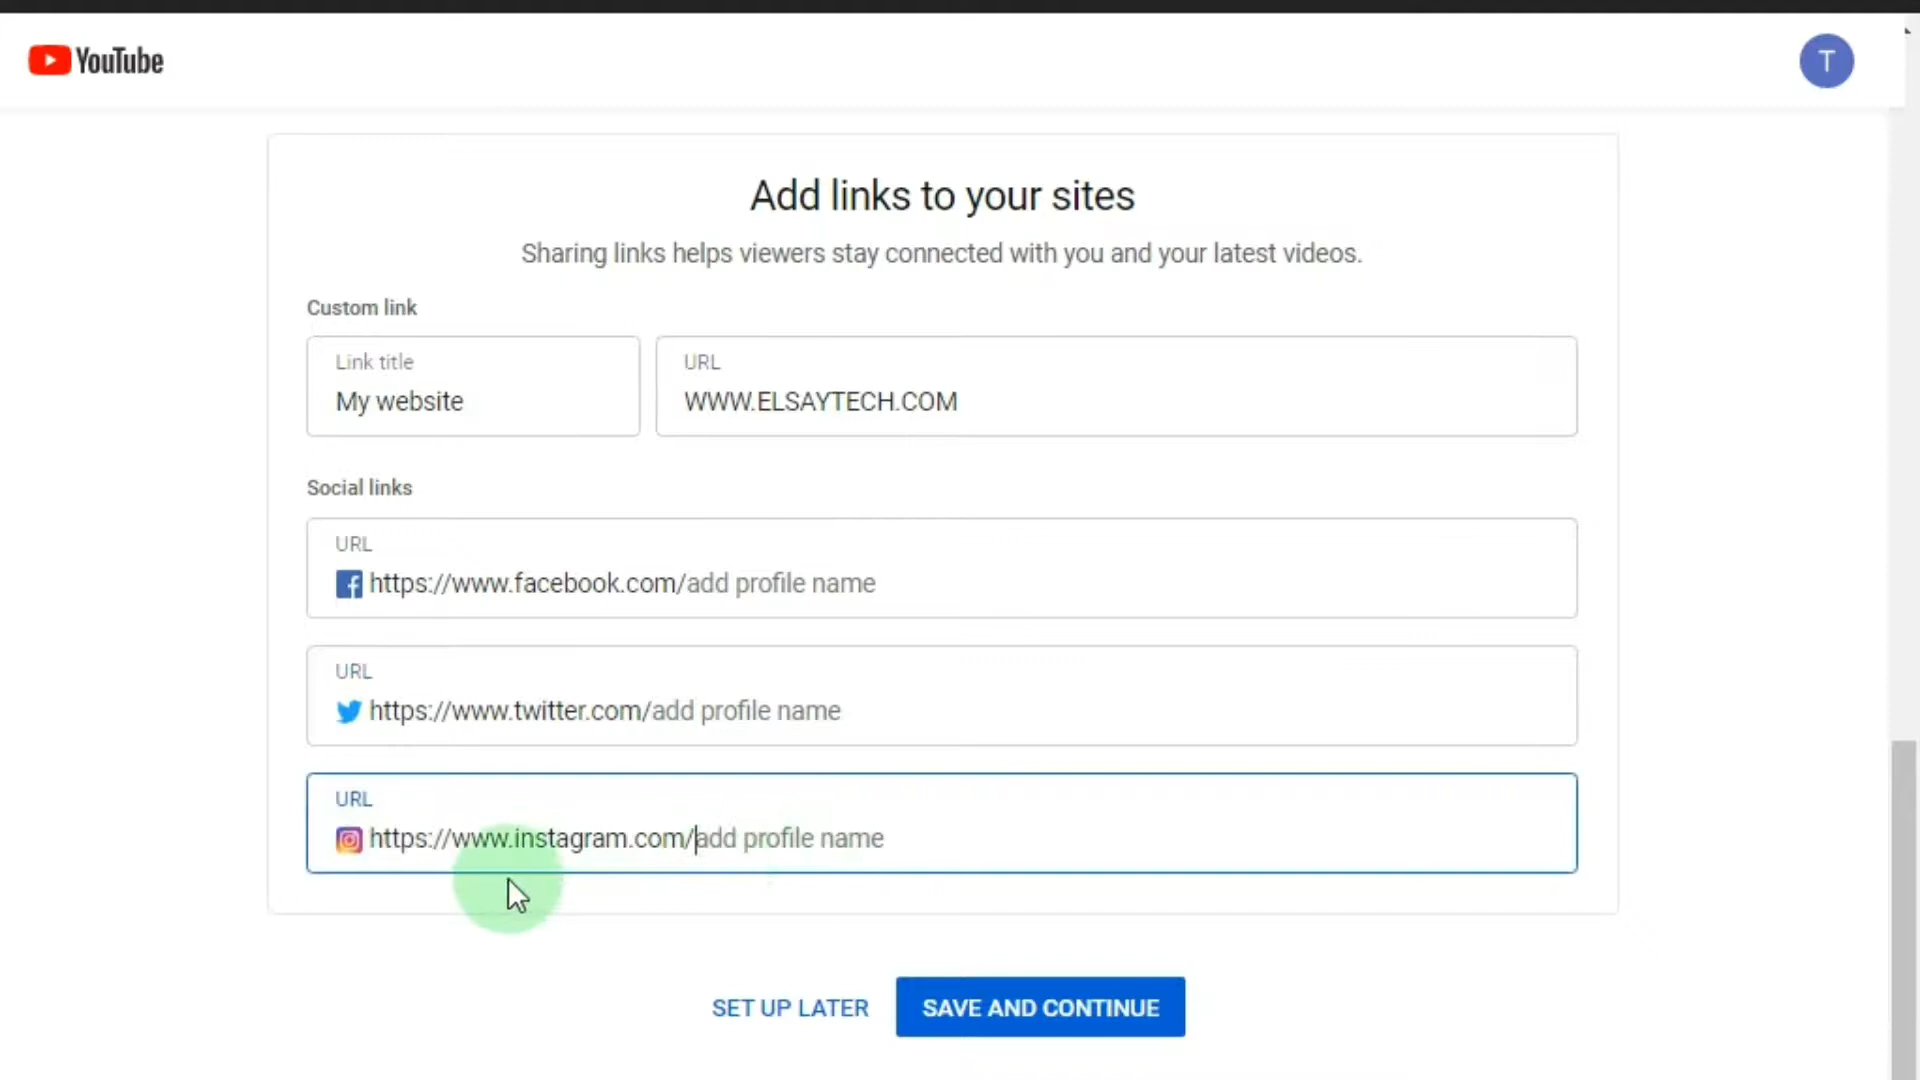 YouTube
T
Add links to your sites
Sharing links helps viewers stay connected with you and your latest videos.
Custom link
Link title
My website
URL
WWW.ELSAYTECH.COM
Social links
URL
https://www.facebook.com/add profile name
URL
https://www.twitter.com/add profile name
URL
https://www.instagram.com/add profile name
SET UP LATER
SAVE AND CONTINUE